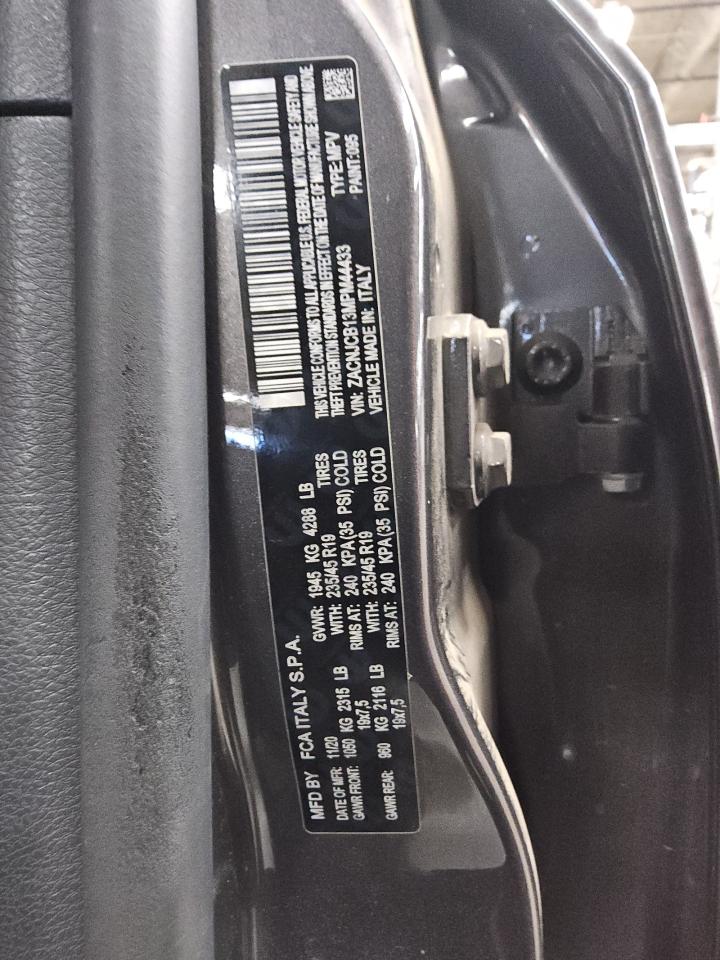 MFD BY FCA ITALY S.P.A.
DATE OF MFR: 11/20 GVWR: 1945 KG 4288 LB
GAWR FRONT: 1050 KG 2315 LB WITH: 235/45 R19 TIRES
19x7,5 RIMS AT: 240 KPA (35 PSI) COLD
GAWR REAR: 960 KG 2116 LB WITH: 235/45 R19 TIRES
19x7,5 RIMS AT: 240 KPA (35 PSI) COLD
THIS VEHICLE CONFORMS TO ALL APPLICABLE U.S. FEDERAL MOTOR VEHICLE SAFETY AND
THEFT PREVENTION STANDARDS IN EFFECT ON THE DATE OF MANUFACTURE SHOWN ABOVE.
VIN: ZACNJCB13MPM44433 TYPE: MPV
VEHICLE MADE IN: ITALY PAINT: 095